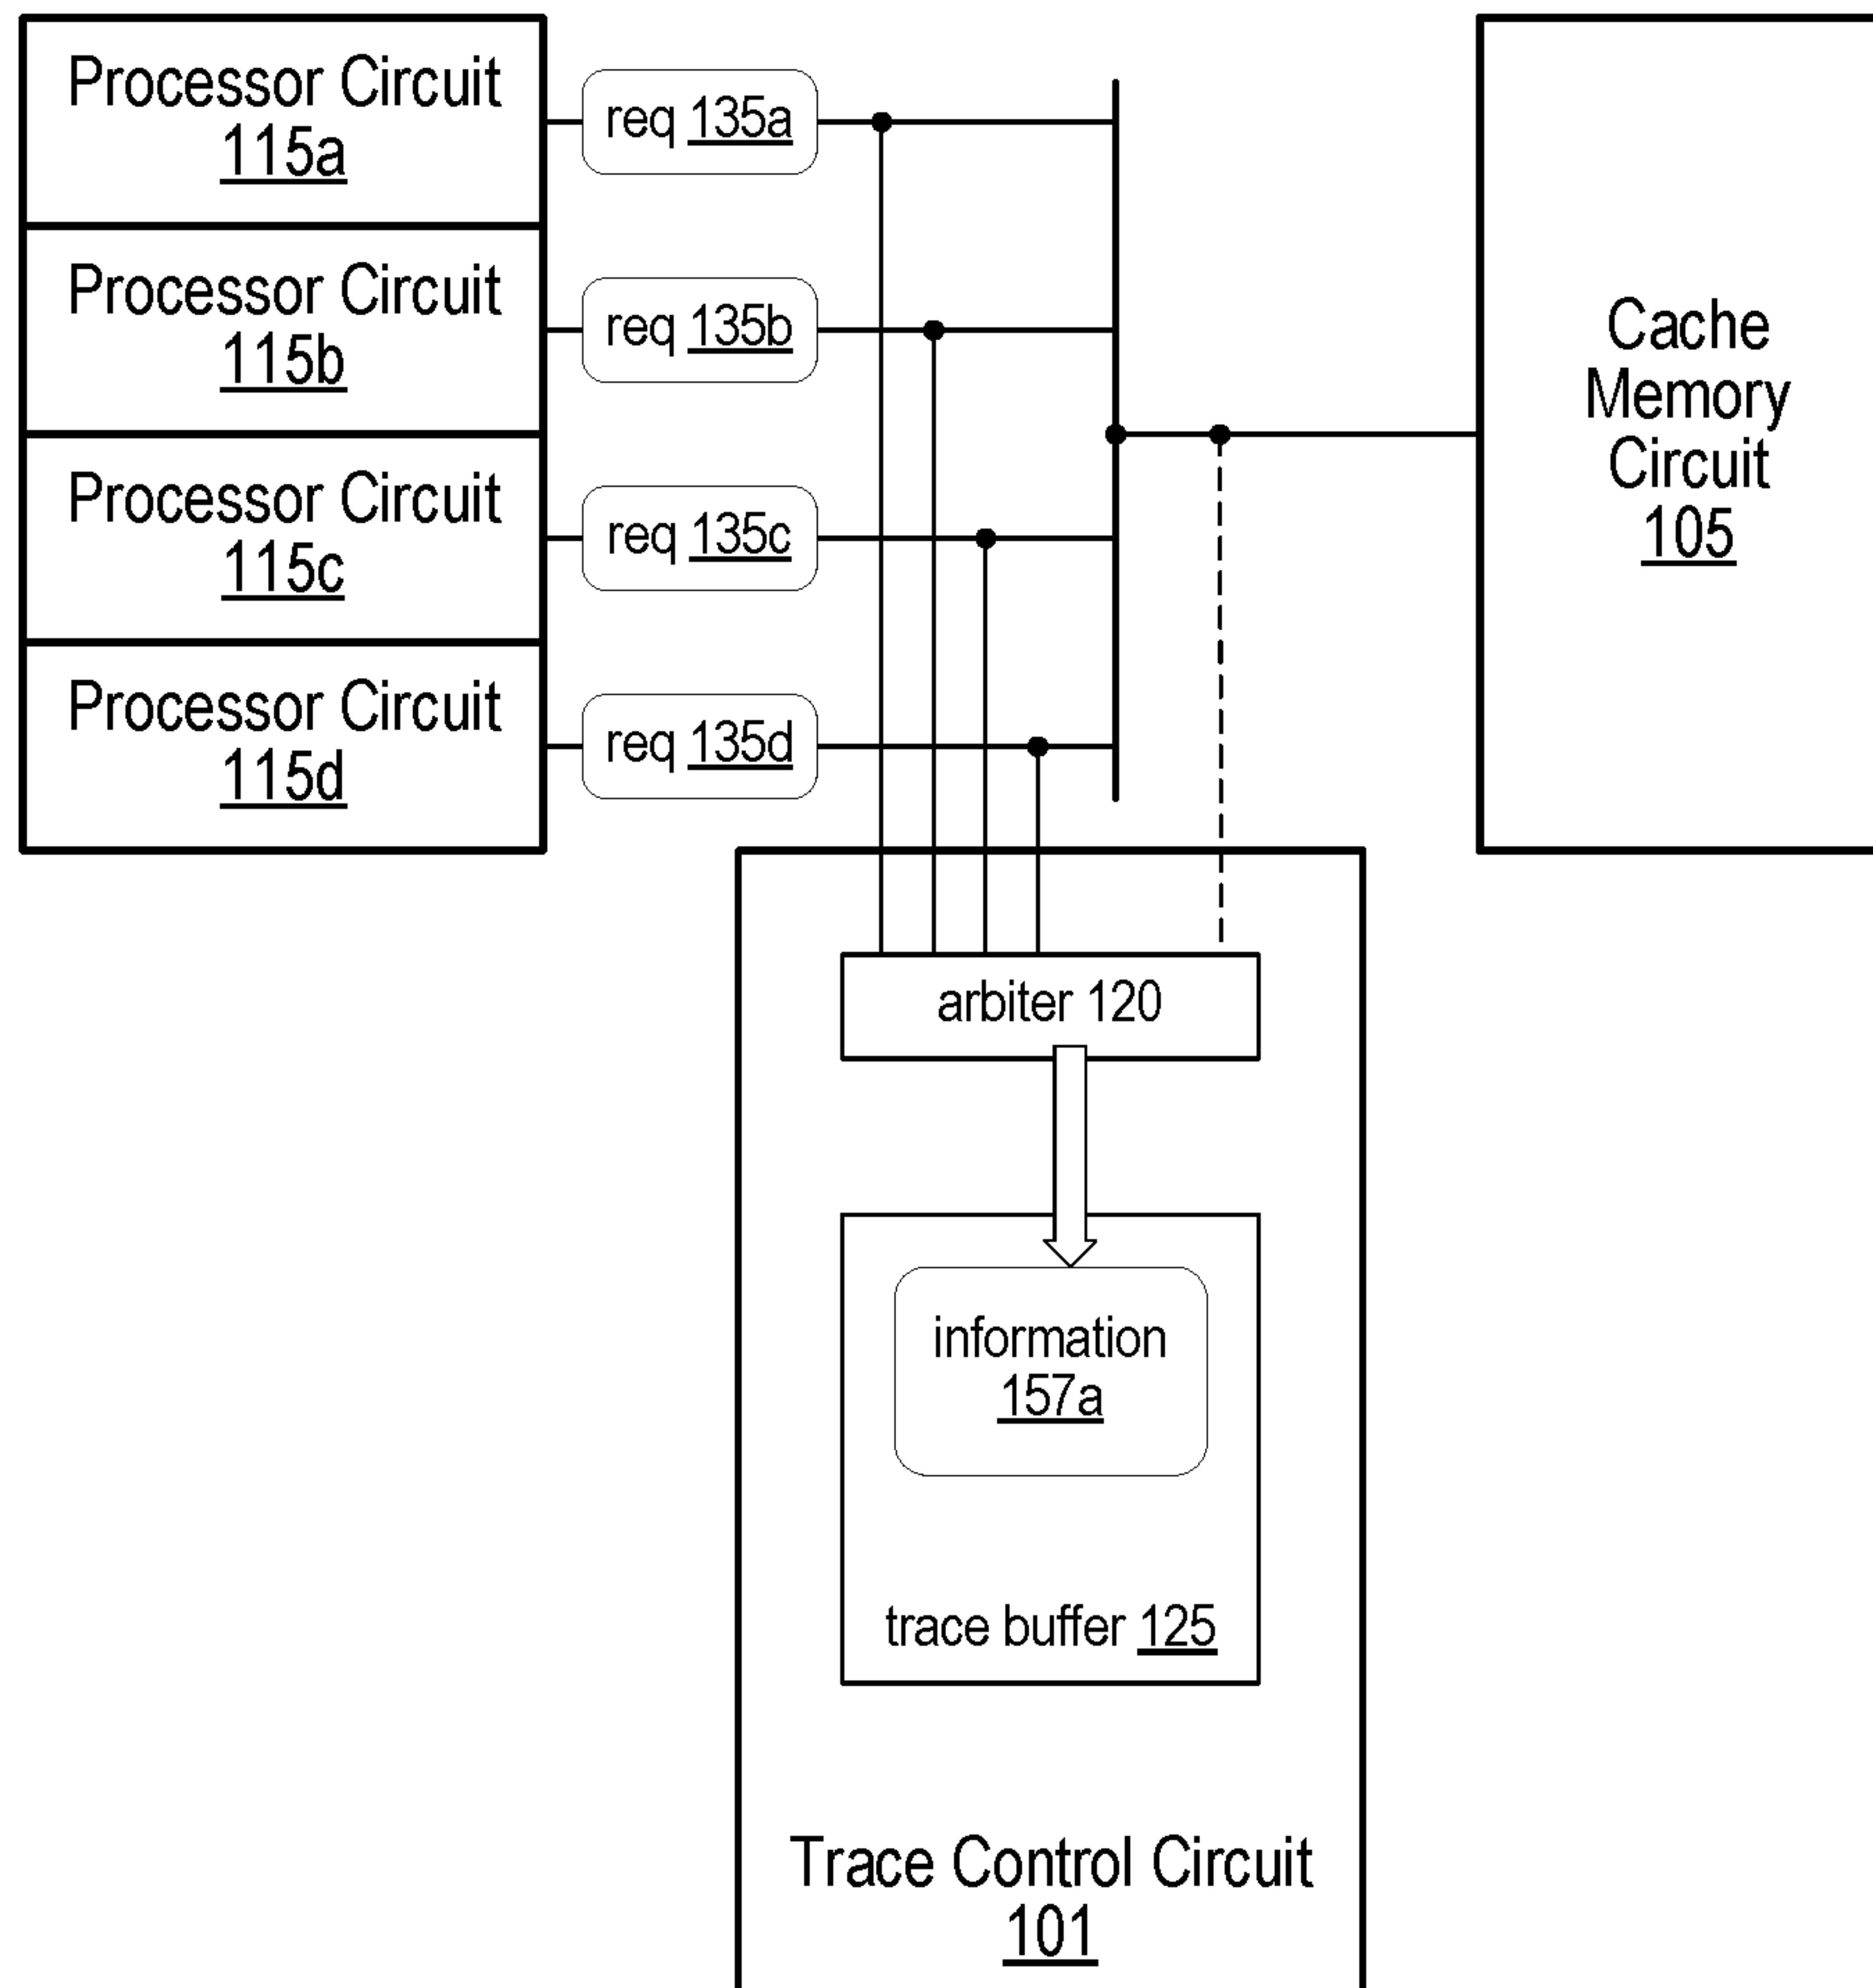 Processor Circuit
115a
req 135a
Processor Circuit
115b
req 135b
Processor Circuit
115c
req 135c
Processor Circuit
115d
req 135d
Cache
Memory
Circuit
105
arbiter 120
information
157a
trace buffer 125
Trace Control Circuit
101